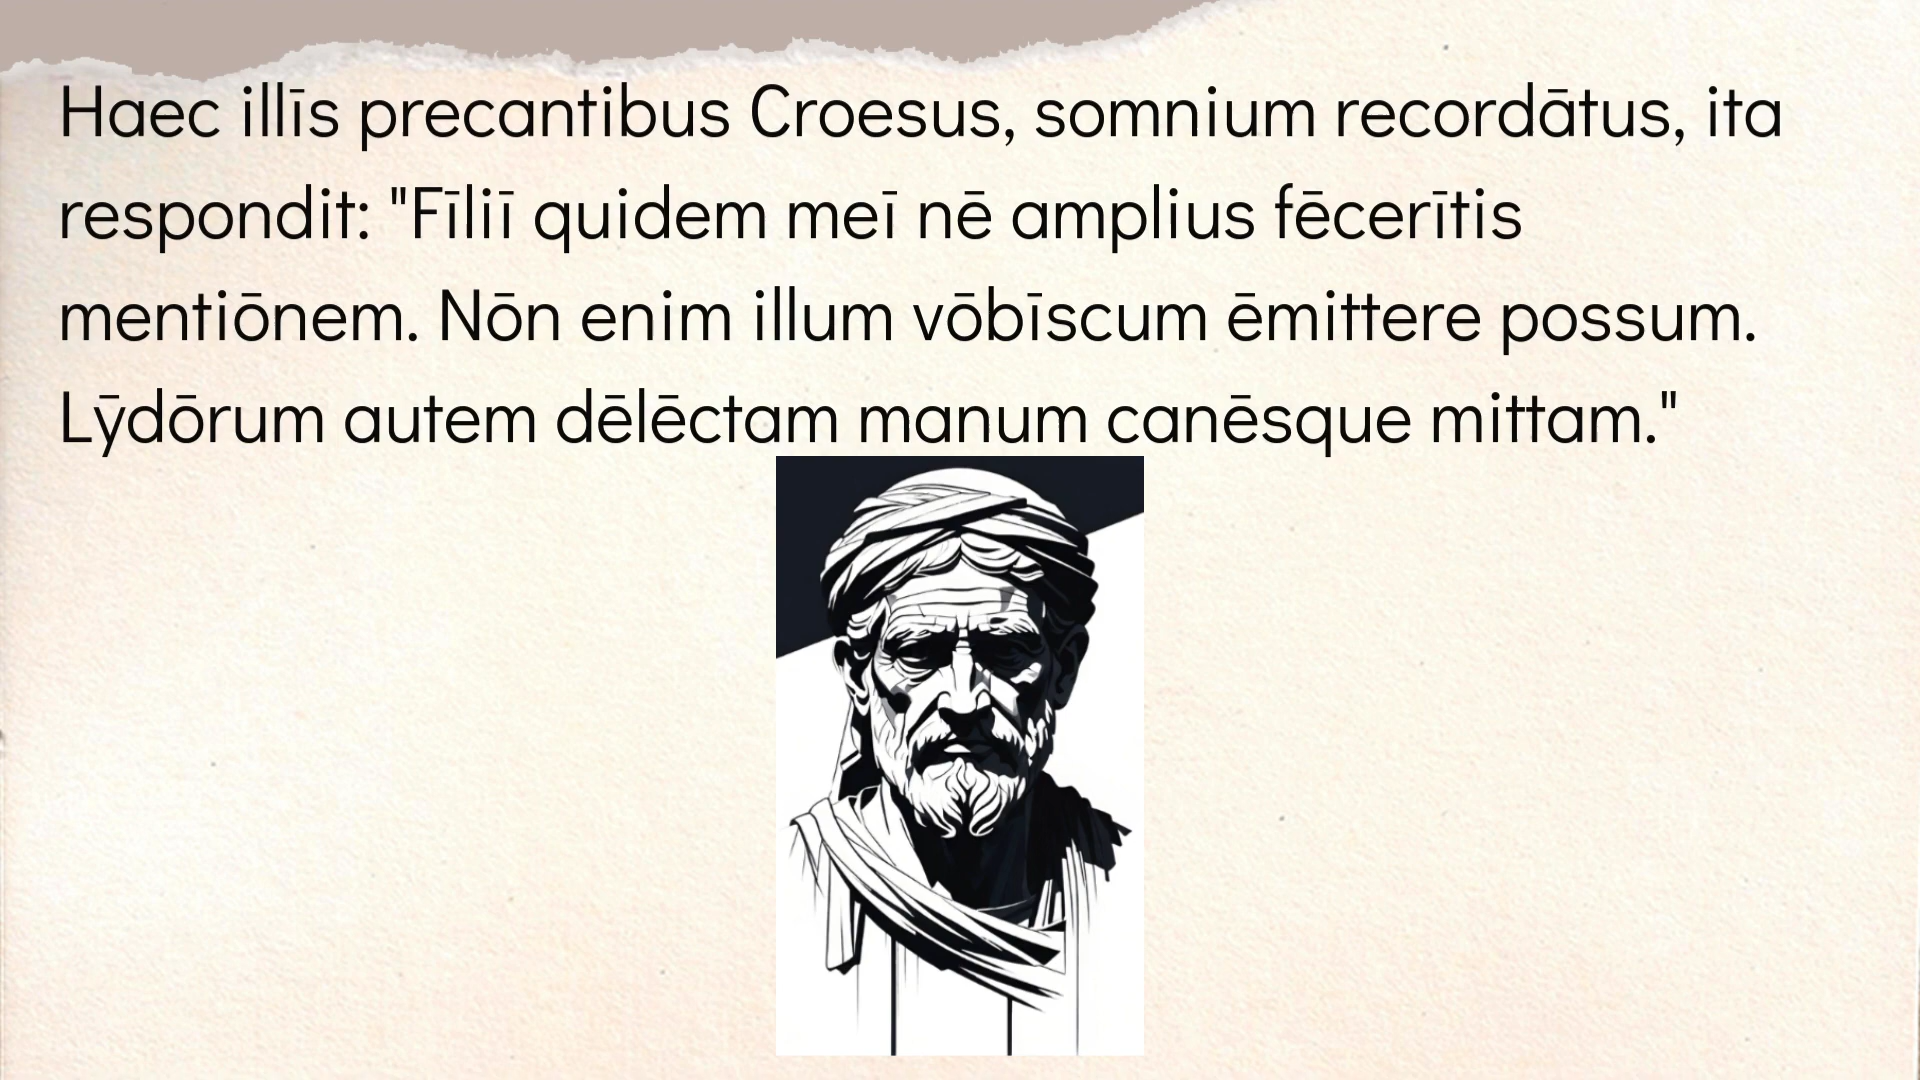 Haec illīs precantibus Croesus, somnium recordātus, ita
respondit: "Fīliī quidem meī nē amplius fēcerītis
mentiōnem. Nōn enim illum vōbīscum ēmittere possum.
Lȳdōrum autem dēlēctam manum canēsque mittam."